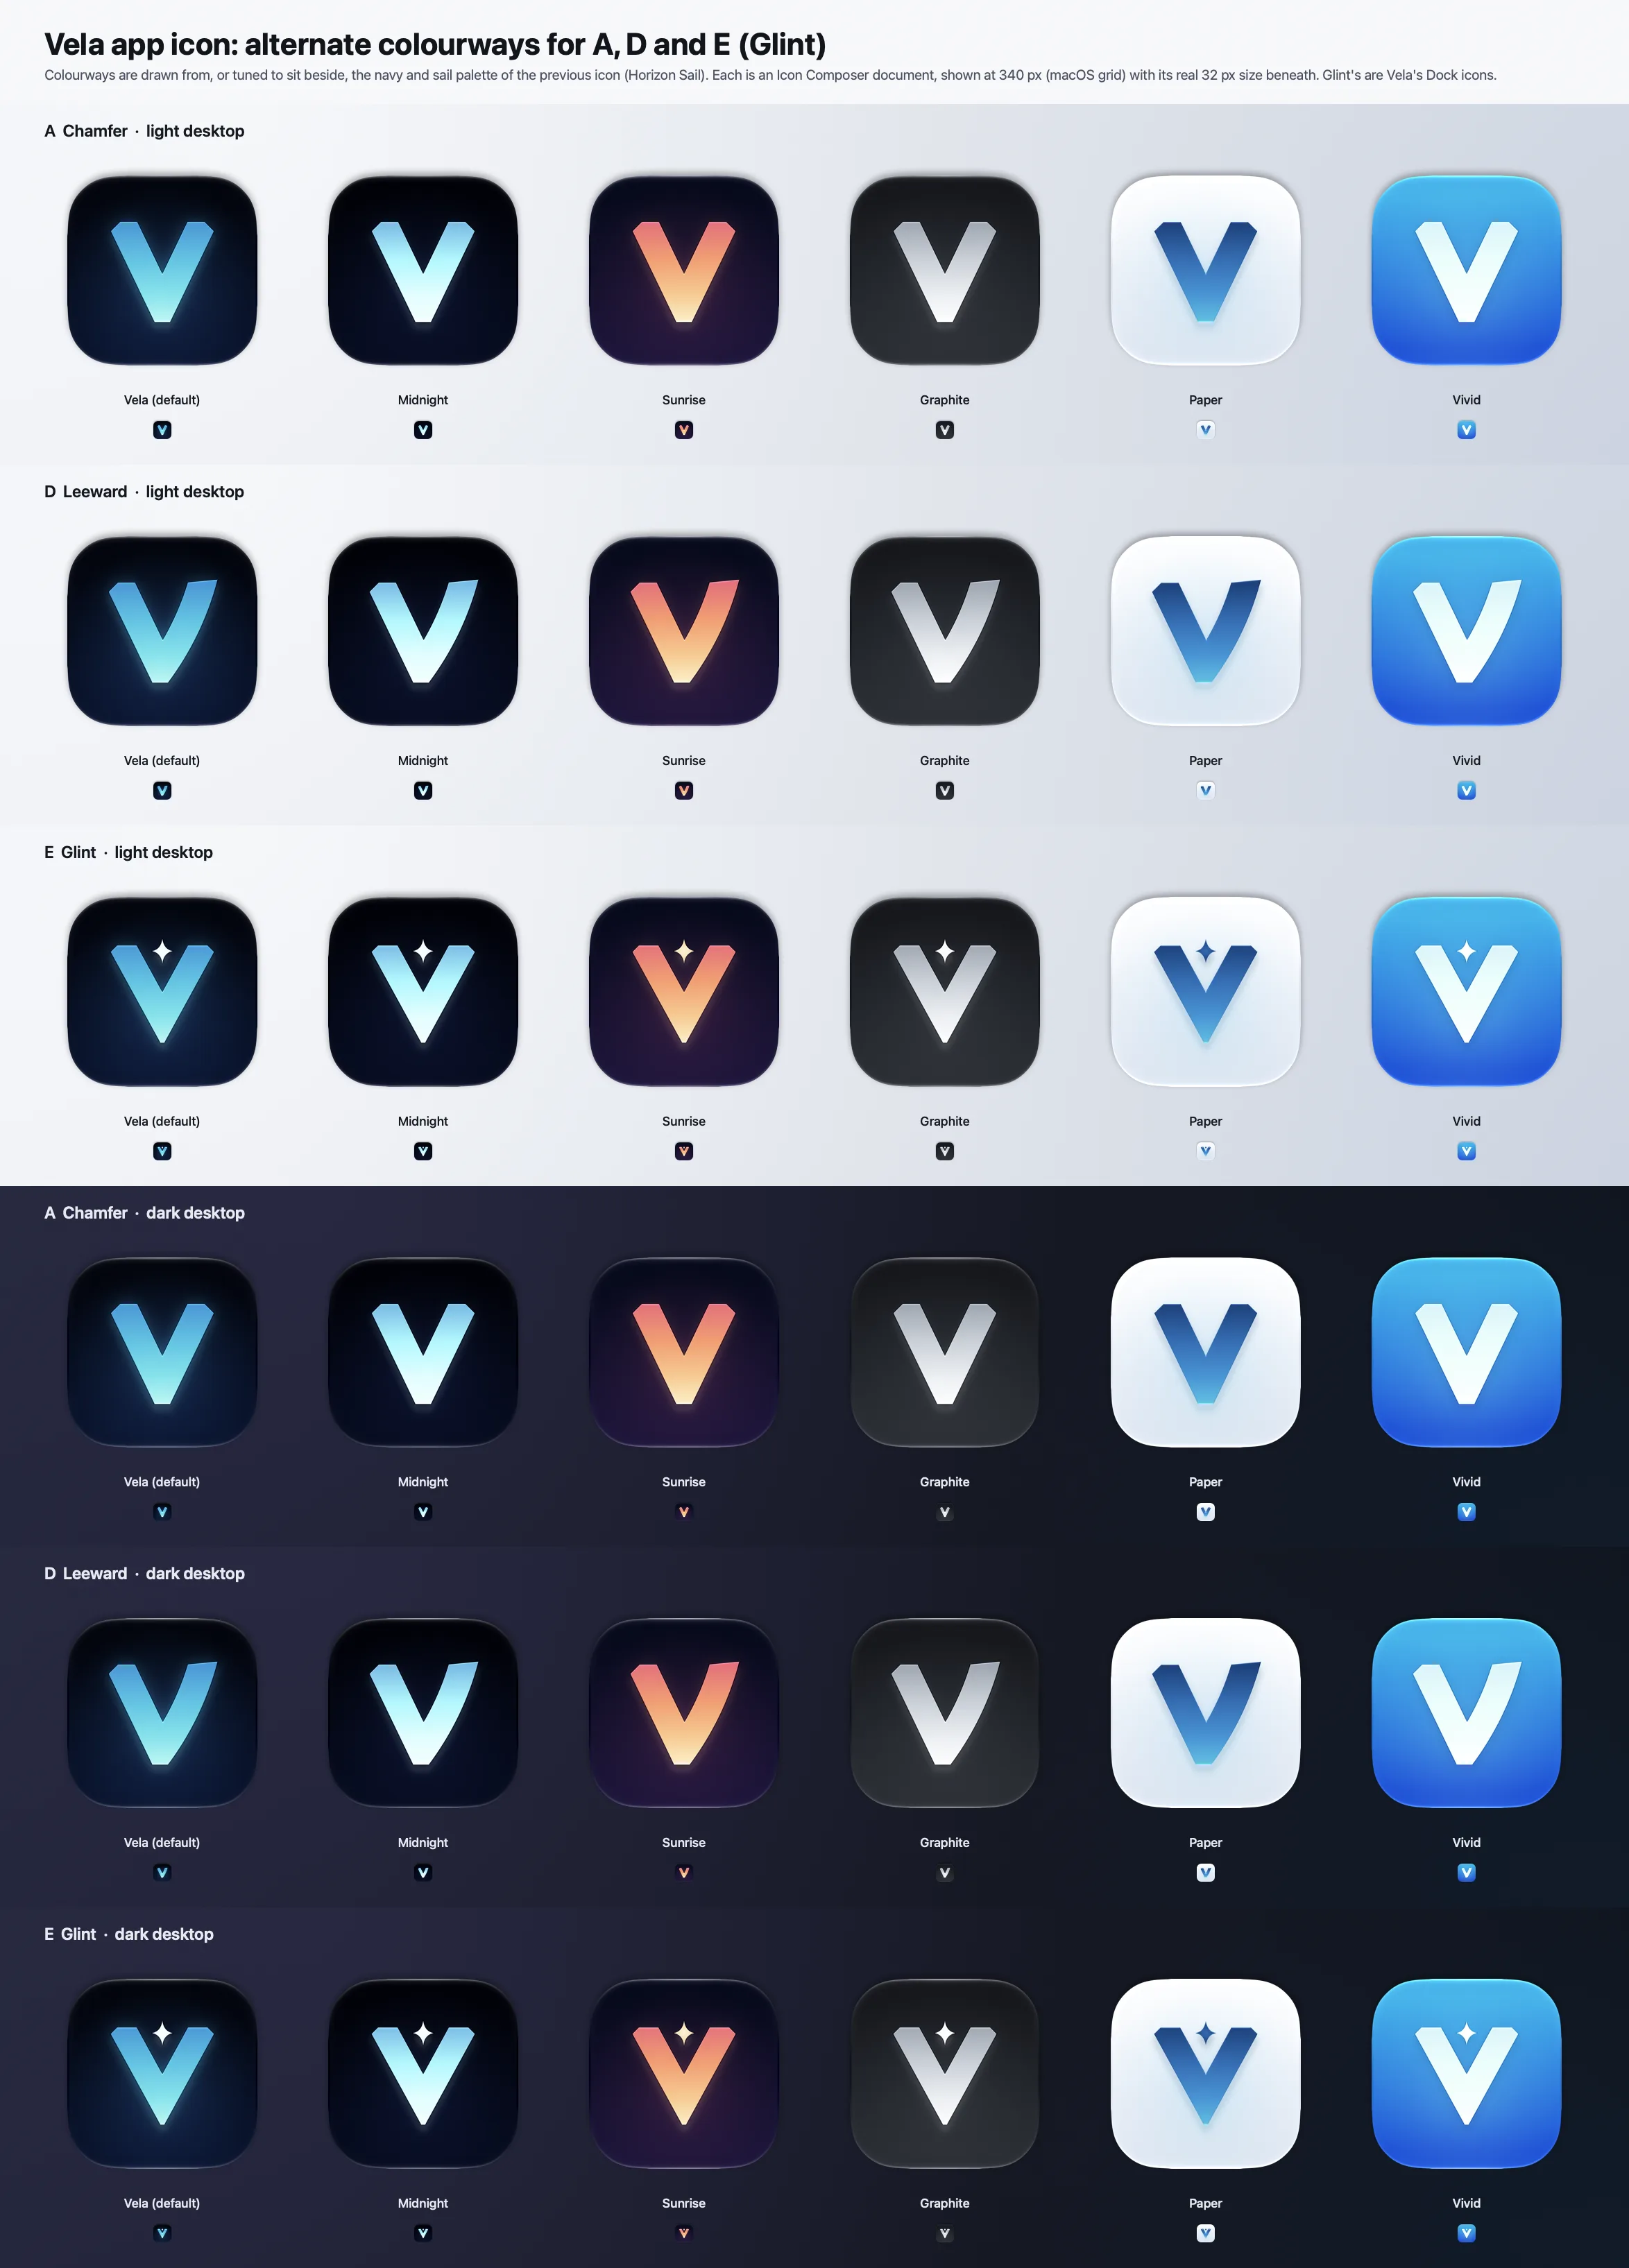 Vela app icon: alternate colourways for A, D and E (Glint)
Colourways are drawn from, or tuned to sit beside, the navy and sail palette of the previous icon (Horizon Sail). Each is an Icon Composer document, shown at 340 px (macOS grid) with its real 32 px size beneath. Glint's are Vela's Dock icons.
A Chamfer · light desktop
Vela (default) Midnight Sunrise Graphite Paper Vivid
D Leeward · light desktop
Vela (default) Midnight Sunrise Graphite Paper Vivid
E Glint · light desktop
Vela (default) Midnight Sunrise Graphite Paper Vivid
A Chamfer · dark desktop
Vela (default) Midnight Sunrise Graphite Paper Vivid
D Leeward · dark desktop
Vela (default) Midnight Sunrise Graphite Paper Vivid
E Glint · dark desktop
Vela (default) Midnight Sunrise Graphite Paper Vivid